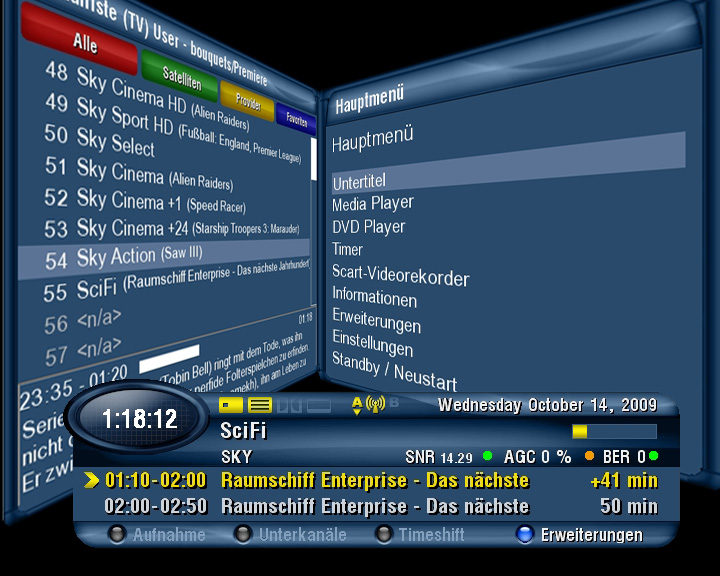 (TV) User - bouquets/Premiere
Alle
Satelliten
Provider
Favoriten
48 Sky Cinema HD (Alien Raiders)
49 Sky Sport HD (Fußball: England, Premier League)
50 Sky Select
51 Sky Cinema (Alien Raiders)
52 Sky Cinema +1 (Speed Racer)
53 Sky Cinema +24 (Starship Troopers 3: Marauder)
54 Sky Action (Saw III)
55 SciFi (Raumschiff Enterprise - Das nächste Jahrhundert
56 <n/a>
57 <n/a>
01:18
23:35 - 01:20
(Tobin Bell) ringt mit dem Tode, was ihn
perfide Folterspielchen zu erfinden.
ihn am Leben zu
Serie
nicht
Er zwi
Hauptmenü
Hauptmenü
Untertitel
Media Player
DVD Player
Timer
Scart-Videorekorder
Informationen
Erweiterungen
Einstellungen
Standby / Neustart
1:18:12
A B
Wednesday October 14, 2009
SciFi
SKY SNR 14.29 AGC 0 % BER 0
01:10-02:00 Raumschiff Enterprise - Das nächste +41 min
02:00-02:50 Raumschiff Enterprise - Das nächste 50 min
Aufnahme Unterkanäle Timeshift Erweiterungen